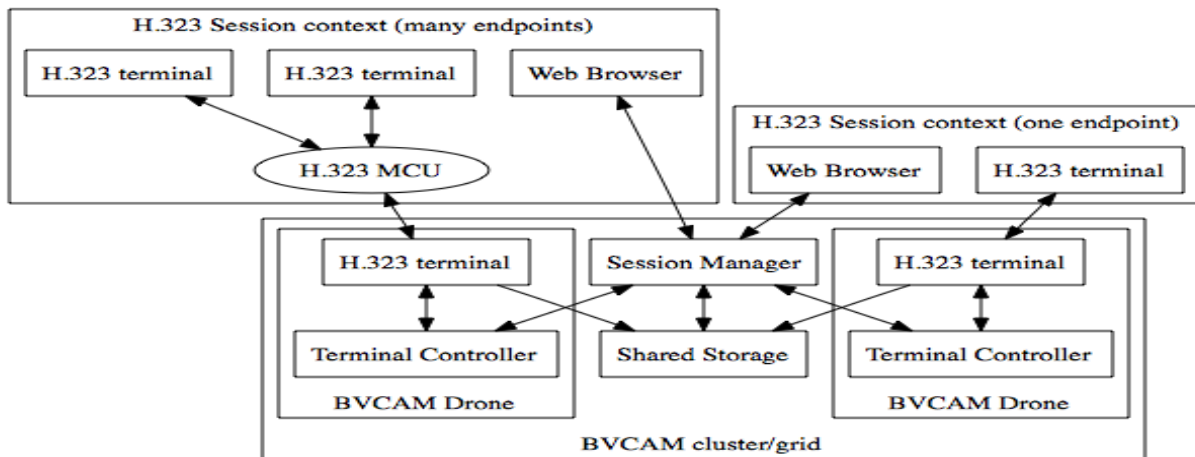 H.323 Session context (many endpoints)
H.323 terminal
H.323 terminal
Web Browser
H.323 MCU
H.323 Session context (one endpoint)
Web Browser
H.323 terminal
H.323 terminal
Session Manager
H.323 terminal
Terminal Controller
Shared Storage
Terminal Controller
BVCAM Drone
BVCAM Drone
BVCAM cluster/grid